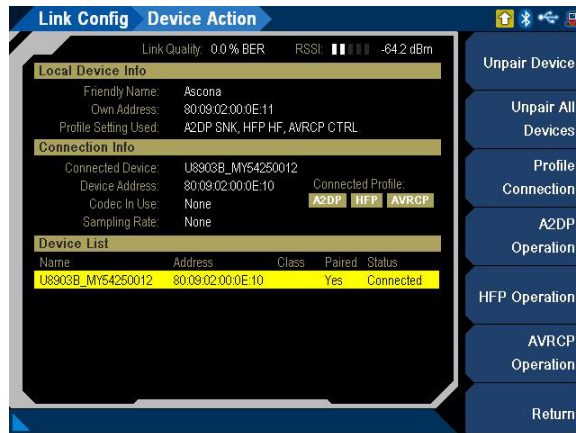 Link Config Device Action
Link Quality: 0.0 % BER RSSI: -64.2 dBm
Local Device Info
Friendly Name: Ascona
Own Address: 80:09:02:00:0E:11
Profile Setting Used: A2DP SNK, HFP HF, AVRCP CTRL
Connection Info
Connected Device: U8903B_MY54250012
Device Address: 80:09:02:00:0E:10 Connected Profile:
Codec In Use: None A2DP HFP AVRCP
Sampling Rate: None
Device List
Name Address Class Paired Status
U8903B_MY54250012 80:09:02:00:0E:10 Yes Connected
Unpair Device
Unpair All
Devices
Profile
Connection
A2DP
Operation
HFP Operation
AVRCP
Operation
Return